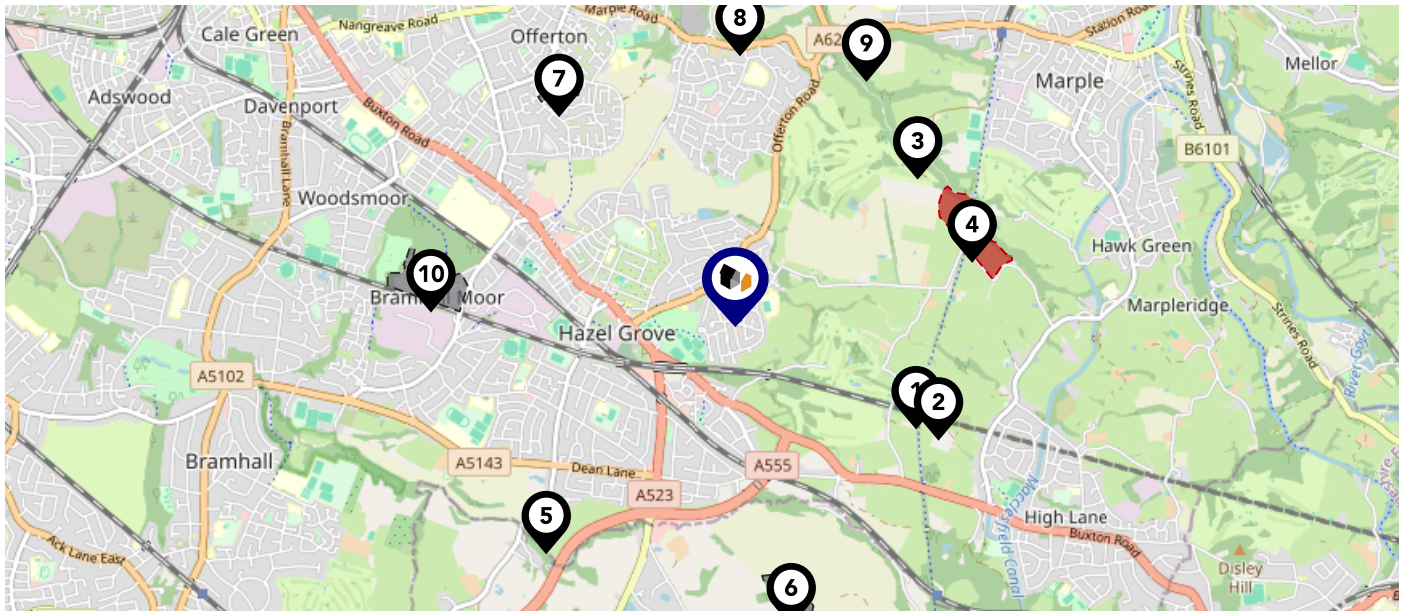 Marple Road
8
Nangreave Road
Station Road
Cale Green
Offerton
A62
9
Mellor
7
Marple
Strines Road
Adswood
Davenport
Buxton Road
Bramhall Lane
Offerton Road
3
B6101
Woodsmoor
4
Hawk Green
10
Bramhall Moor
Marpleridge
Hazel Grove
Strines Road
River Goyt
A5102
1
2
Bramhall
A5143
Dean Lane
A555
A523
5
High Lane
Macclesfield Canal
Buxton Road
Ack Lane East
6
Disley
Hill